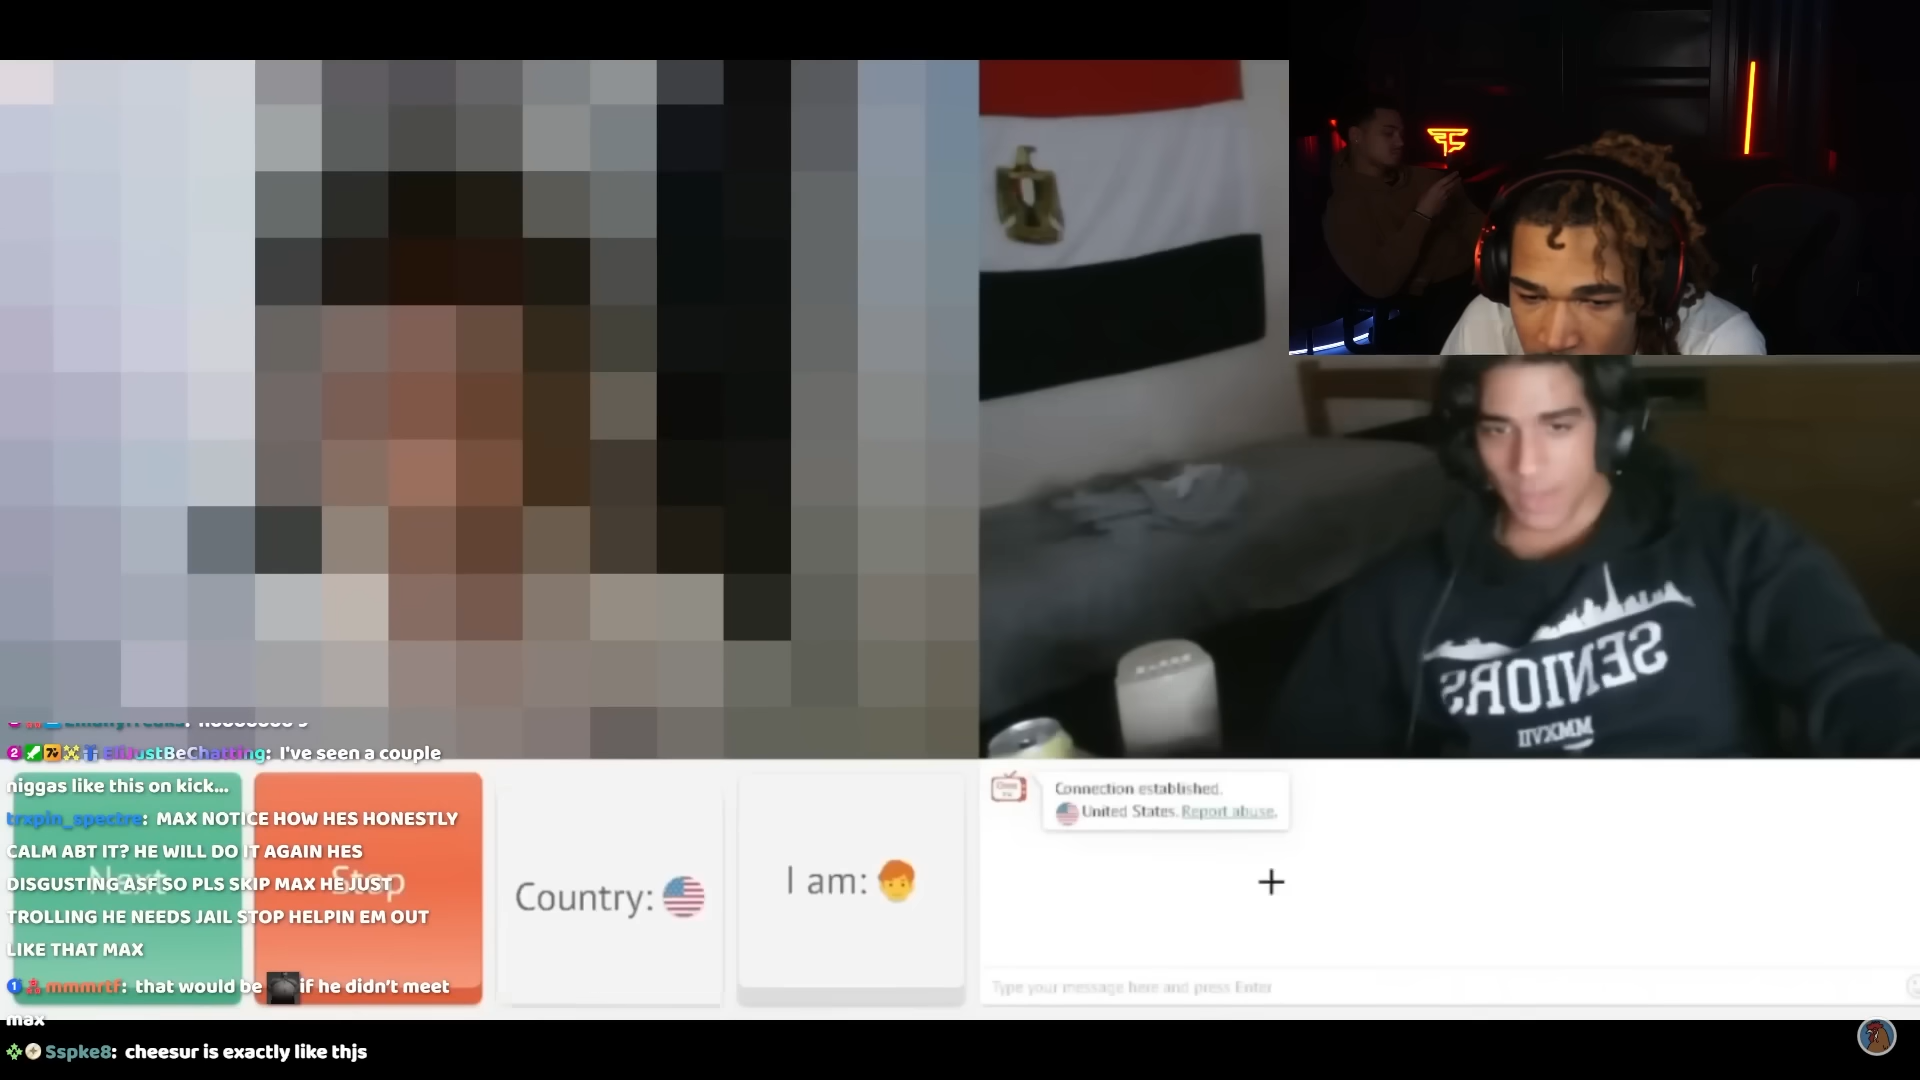 EliJustBeChatting: I've seen a couple
niggas like this on kick...
trxpin_spectre: MAX NOTICE HOW HES HONESTLY
CALM ABT IT? HE WILL DO IT AGAIN HES
DISGUSTING ASF SO PLS SKIP MAX HE JUST
TROLLING HE NEEDS JAIL STOP HELPIN EM OUT
LIKE THAT MAX
mmmrtf: that would be if he didn't meet
max
Sspke8: cheesur is exactly like thjs
Next
Stop
Country:
I am:
SENIORS
MMXVII
Connection established.
United States. Report abuse.
+
Type your message here and press Enter